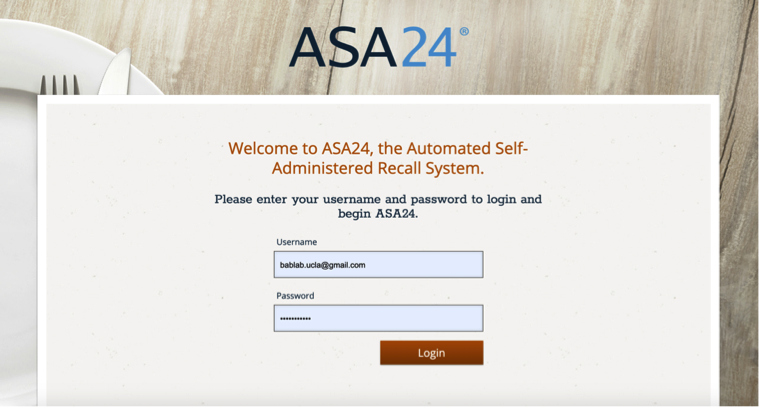 ASA24®
Welcome to ASA24, the Automated Self-
Administered Recall System.
Please enter your username and password to login and
begin ASA24.
Username
bablab.ucla@gmail.com
Password
•••••••••••
Login